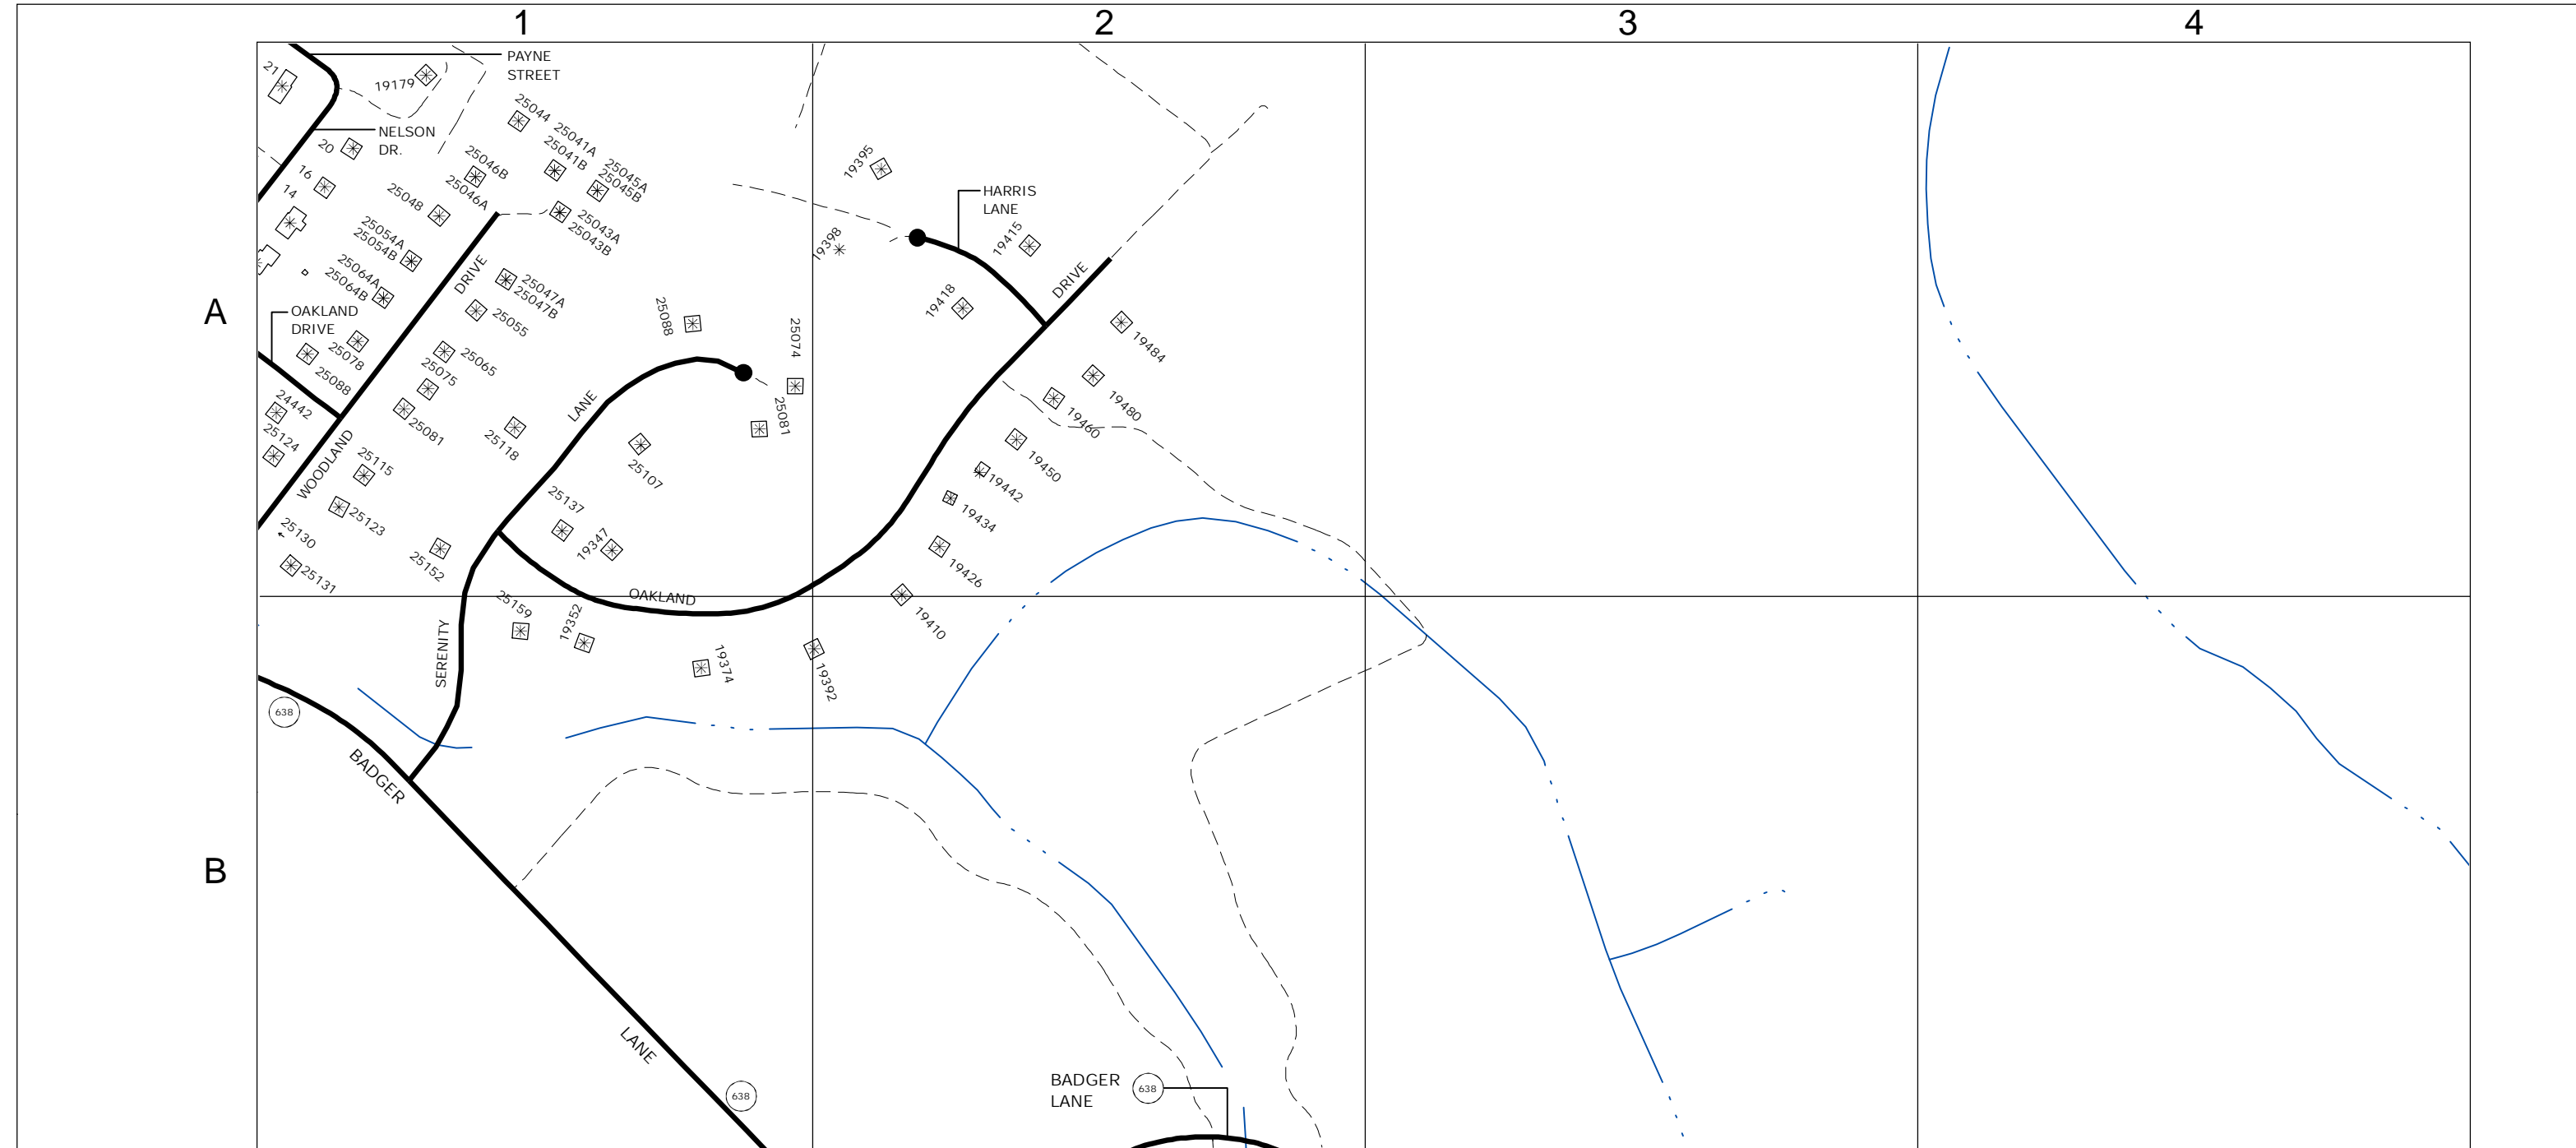 1
2
3
4
A
B
PAYNE
STREET
21
19179
NELSON
DR.
20
16
14
25044
25041A
25041B
25045A
25045B
25046B
25046A
25048
25043A
25043B
25054A
25054B
25064A
25064B
DRIVE
25047A
25047B
25055
OAKLAND
DRIVE
25078
25088
25065
25075
25081
24442
25124
WOODLAND
25115
25123
25130
25131
25118
25152
25088
25074
25081
LANE
25107
25137
19347
19395
19398
HARRIS
LANE
19415
19418
DRIVE
19484
19480
19460
19450
19442
19434
19426
19410
OAKLAND
25159
19352
19374
19392
SERENITY
638
BADGER
LANE
638
BADGER
LANE
638